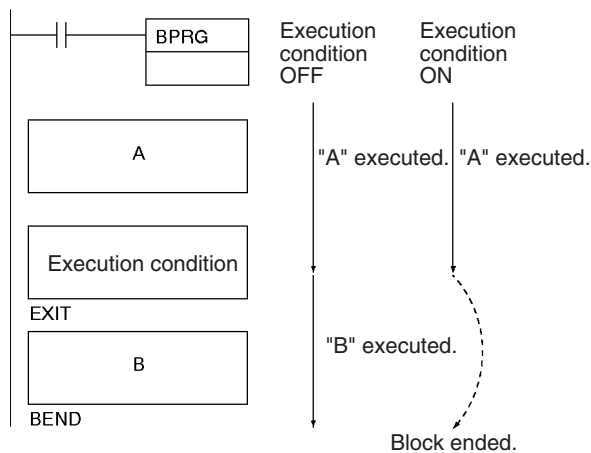 BPRG
Execution
condition
OFF
Execution
condition
ON
A
"A" executed.
"A" executed.
Execution condition
EXIT
B
"B" executed.
BEND
Block ended.